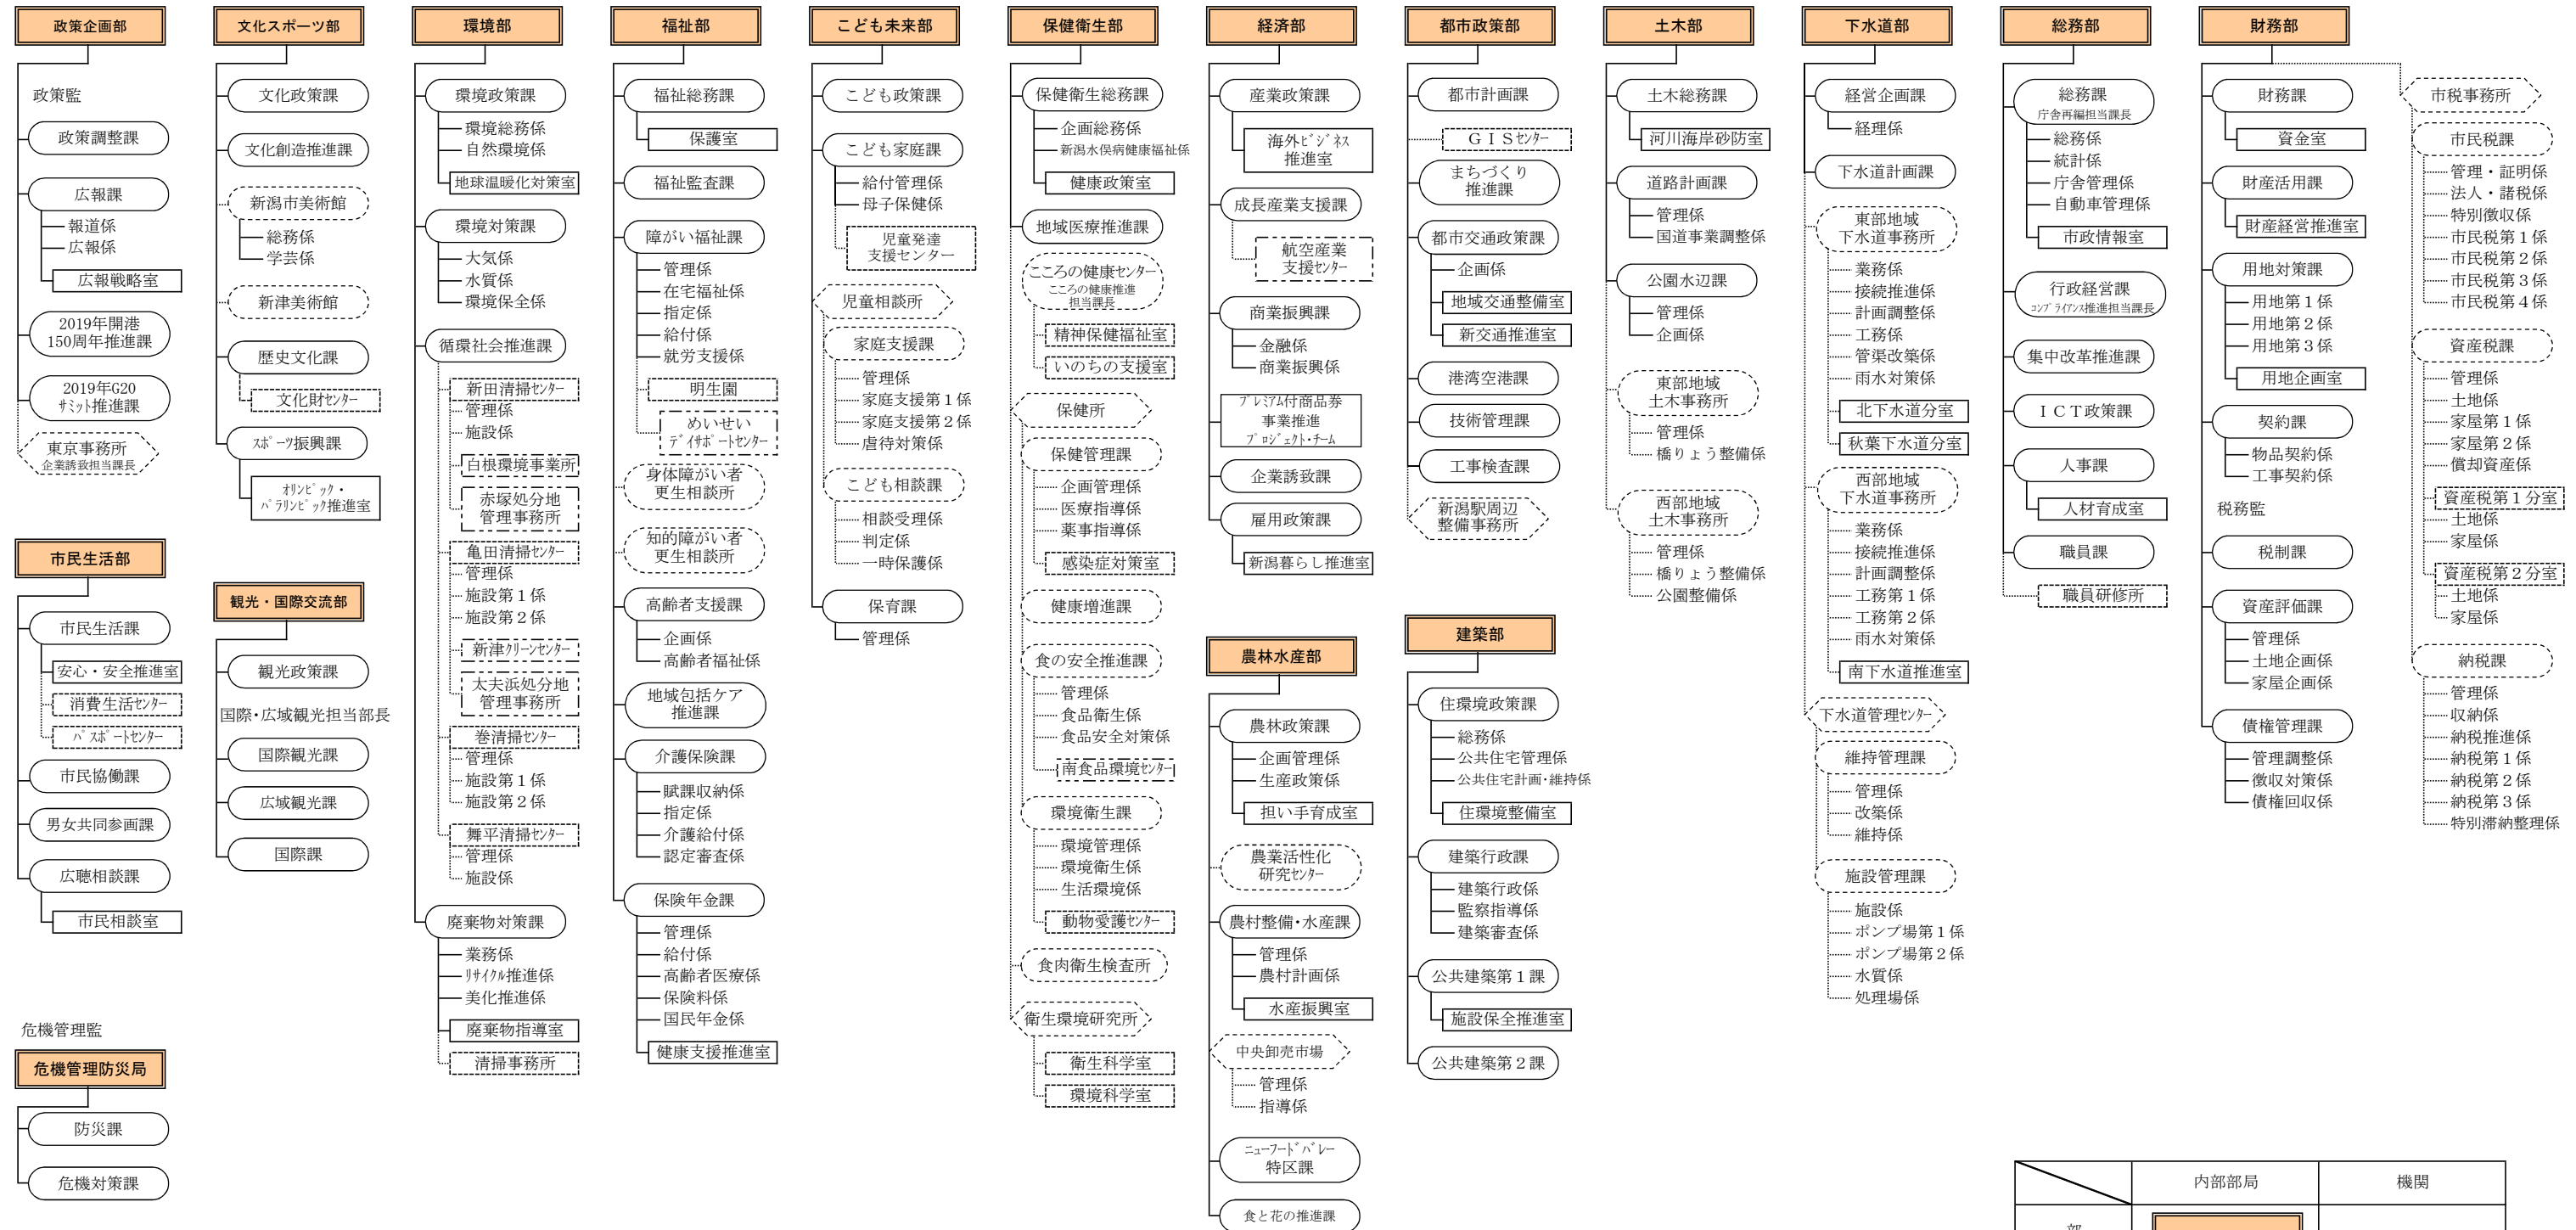 政策企画部
政策監
政策調整課
広報課
報道係
広報係
広報戦略室
2019年開港
150周年推進課
2019年G20
ｻﾐｯﾄ推進課
東京事務所
企業誘致担当課長
市民生活部
市民生活課
安心・安全推進室
消費生活ｾﾝﾀｰ
ﾊﾟｽﾎﾟｰﾄｾﾝﾀｰ
市民協働課
男女共同参画課
広聴相談課
市民相談室
危機管理監
危機管理防災局
防災課
危機対策課
文化スポーツ部
文化政策課
文化創造推進課
新潟市美術館
総務係
学芸係
新津美術館
歴史文化課
文化財ｾﾝﾀｰ
ｽﾎﾟｰﾂ振興課
ｵﾘﾝﾋﾟｯｸ・
ﾊﾟﾗﾘﾝﾋﾟｯｸ推進室
観光・国際交流部
観光政策課
国際・広域観光担当部長
国際観光課
広域観光課
国際課
環境部
環境政策課
環境総務係
自然環境係
地球温暖化対策室
環境対策課
大気係
水質係
環境保全係
循環社会推進課
新田清掃ｾﾝﾀｰ
管理係
施設係
白根環境事業所
赤塚処分地
管理事務所
亀田清掃ｾﾝﾀｰ
管理係
施設第１係
施設第２係
新津ｸﾘｰﾝｾﾝﾀｰ
太夫浜処分地
管理事務所
巻清掃ｾﾝﾀｰ
管理係
施設第１係
施設第２係
舞平清掃ｾﾝﾀｰ
管理係
施設係
廃棄物対策課
業務係
ﾘｻｲｸﾙ推進係
美化推進係
廃棄物指導室
清掃事務所
福祉部
福祉総務課
保護室
福祉監査課
障がい福祉課
管理係
在宅福祉係
指定係
給付係
就労支援係
明生園
めいせい
ﾃﾞｲｻﾎﾟｰﾄｾﾝﾀｰ
身体障がい者
更生相談所
知的障がい者
更生相談所
高齢者支援課
企画係
高齢者福祉係
地域包括ケア
推進課
介護保険課
賦課収納係
指定係
介護給付係
認定審査係
保険年金課
管理係
給付係
高齢者医療係
保険料係
国民年金係
健康支援推進室
こども未来部
こども政策課
こども家庭課
給付管理係
母子保健係
児童発達
支援センター
児童相談所
家庭支援課
管理係
家庭支援第１係
家庭支援第２係
虐待対策係
こども相談課
相談受理係
判定係
一時保護係
保育課
管理係
保健衛生部
保健衛生総務課
企画総務係
新潟水俣病健康福祉係
健康政策室
地域医療推進課
こころの健康センター
こころの健康推進
担当課長
精神保健福祉室
いのちの支援室
保健所
保健管理課
企画管理係
医療指導係
薬事指導係
感染症対策室
健康増進課
食の安全推進課
管理係
食品衛生係
食品安全対策係
南食品環境ｾﾝﾀｰ
環境衛生課
環境管理係
環境衛生係
生活環境係
動物愛護ｾﾝﾀｰ
食肉衛生検査所
衛生環境研究所
衛生科学室
環境科学室
経済部
産業政策課
海外ﾋﾞｼﾞﾈｽ
推進室
成長産業支援課
航空産業
支援ｾﾝﾀｰ
商業振興課
金融係
商業振興係
ﾌﾟﾚﾐｱﾑ付商品券
事業推進
ﾌﾟﾛｼﾞｪｸﾄ・ﾁｰﾑ
企業誘致課
雇用政策課
新潟暮らし推進室
農林水産部
農林政策課
企画管理係
生産政策係
担い手育成室
農業活性化
研究ｾﾝﾀｰ
農村整備・水産課
管理係
農村計画係
水産振興室
中央卸売市場
管理係
指導係
ﾆｭｰﾌｰﾄﾞﾊﾞﾚｰ
特区課
食と花の推進課
都市政策部
都市計画課
ＧＩＳｾﾝﾀｰ
まちづくり
推進課
都市交通政策課
企画係
地域交通整備室
新交通推進室
港湾空港課
技術管理課
工事検査課
新潟駅周辺
整備事務所
建築部
住環境政策課
総務係
公共住宅管理係
公共住宅計画・維持係
住環境整備室
建築行政課
建築行政係
監察指導係
建築審査係
公共建築第１課
施設保全推進室
公共建築第２課
土木部
土木総務課
河川海岸砂防室
道路計画課
管理係
国道事業調整係
公園水辺課
管理係
企画係
東部地域
土木事務所
管理係
橋りょう整備係
西部地域
土木事務所
管理係
橋りょう整備係
公園整備係
下水道部
経営企画課
経理係
下水道計画課
東部地域
下水道事務所
業務係
接続推進係
計画調整係
工務係
管渠改築係
雨水対策係
北下水道分室
秋葉下水道分室
西部地域
下水道事務所
業務係
接続推進係
計画調整係
工務第１係
工務第２係
雨水対策係
南下水道推進室
下水道管理ｾﾝﾀｰ
維持管理課
管理係
改築係
維持係
施設管理課
施設係
ポンプ場第１係
ポンプ場第２係
水質係
処理場係
総務部
総務課
庁舎再編担当課長
総務係
統計係
庁舎管理係
自動車管理係
市政情報室
行政経営課
ｺﾝﾌﾟﾗｲｱﾝｽ推進担当課長
集中改革推進課
ＩＣＴ政策課
人事課
人材育成室
職員課
職員研修所
財務部
財務課
資金室
財産活用課
財産経営推進室
用地対策課
用地第１係
用地第２係
用地第３係
用地企画室
契約課
物品契約係
工事契約係
税務監
税制課
資産評価課
管理係
土地企画係
家屋企画係
債権管理課
管理調整係
徴収対策係
債権回収係
市税事務所
市民税課
管理・証明係
法人・諸税係
特別徴収係
市民税第１係
市民税第２係
市民税第３係
市民税第４係
資産税課
管理係
土地係
家屋第１係
家屋第２係
償却資産係
資産税第１分室
土地係
家屋係
資産税第２分室
土地係
家屋係
納税課
管理係
収納係
納税推進係
納税第１係
納税第２係
納税第３係
特別滞納整理係
内部部局
機関